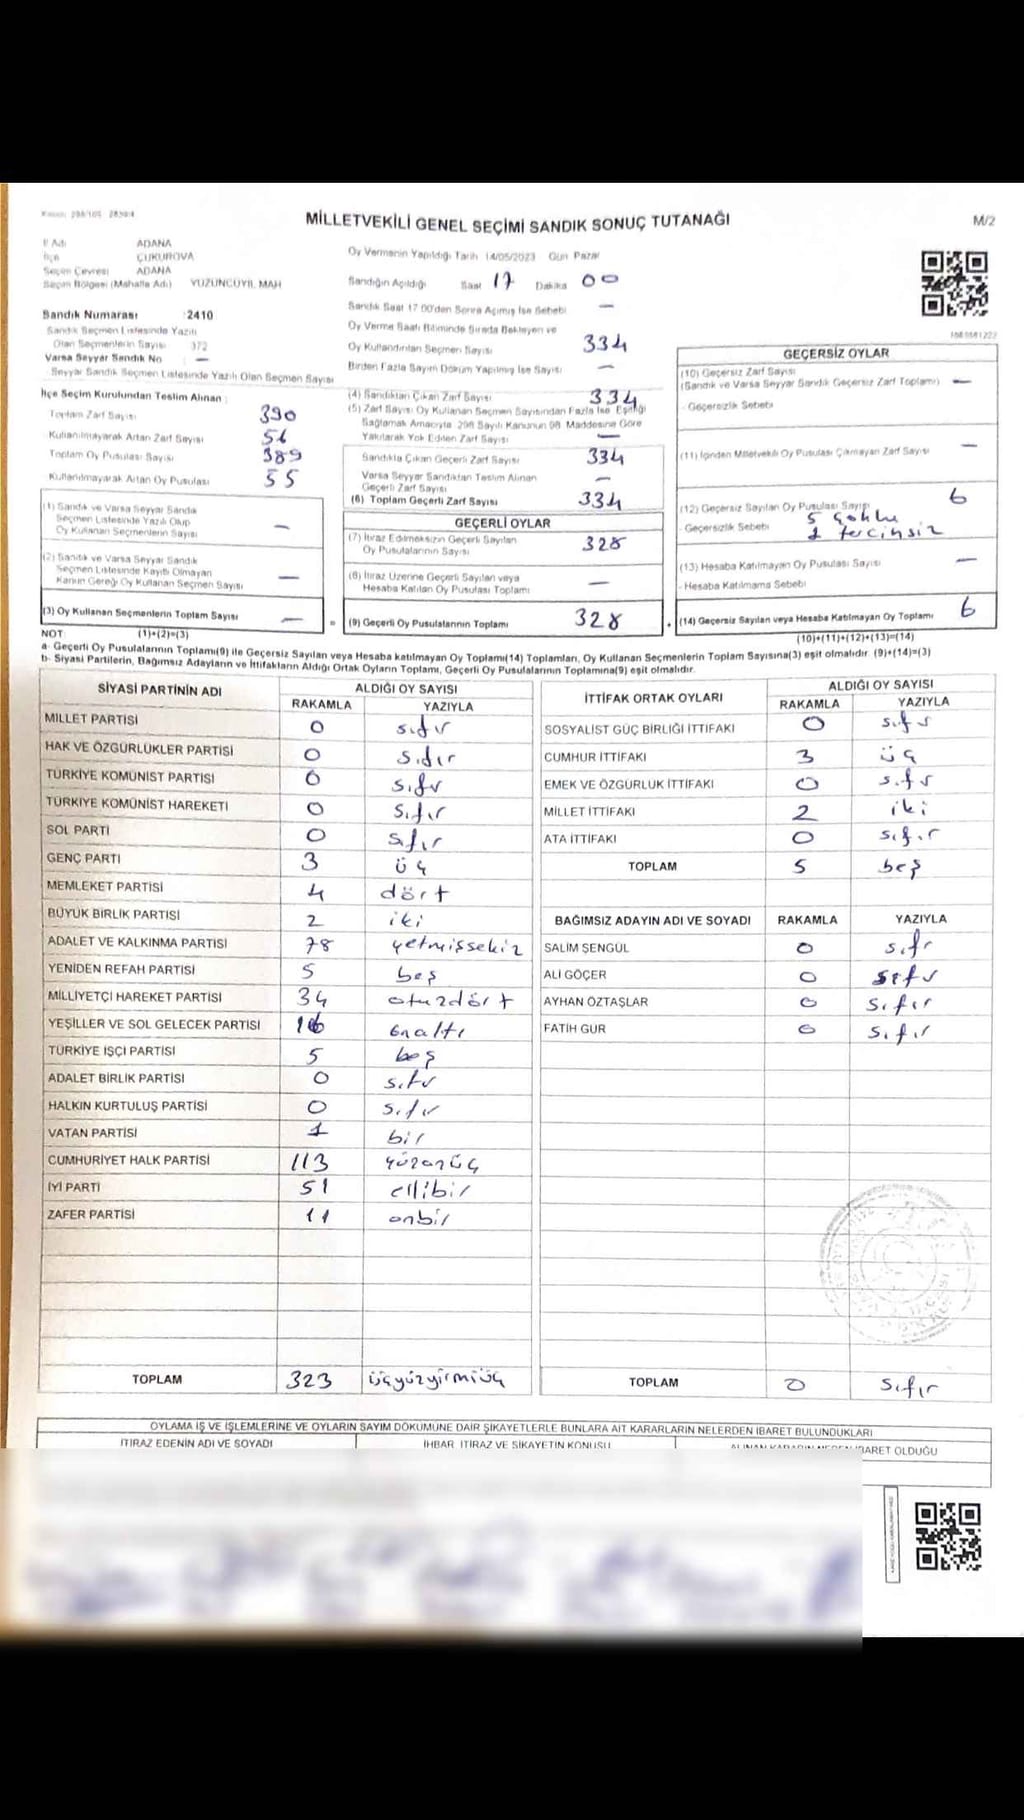 MİLLETVEKİLİ GENEL SEÇİMİ SANDIK SONUÇ TUTANAĞI
M/2
İl Adı ADANA
İlçe ÇUKUROVA
Seçim Çevresi ADANA
Seçim Bölgesi (Mahalle Adı) YÜZÜNCÜYIL MAH
Sandık Numarası :2410
Sandık Seçmen Listesinde Yazılı
Olan Seçmenlerin Sayısı 372
Varsa Seyyar Sandık No —
Seyyar Sandık Seçmen Listesinde Yazılı Olan Seçmen Sayısı
İlçe Seçim Kurulundan Teslim Alınan :
Toplam Zarf Sayısı 390
Kullanılmayarak Artan Zarf Sayısı 56
Toplam Oy Pusulası Sayısı 389
Kullanılmayarak Artan Oy Pusulası 55
(1) Sandık ve Varsa Seyyar Sandık
Seçmen Listesinde Yazılı Olup
Oy Kullanan Seçmenlerin Sayısı —
(2) Sandık ve Varsa Seyyar Sandık
Seçmen Listesinde Kayıtlı Olmayan
Kanun Gereği Oy Kullanan Seçmen Sayısı —
(3) Oy Kullanan Seçmenlerin Toplam Sayısı —
Oy Vermenin Yapıldığı Tarih 14/05/2023 Gün Pazar
Sandığın Açıldığı Saat 17 Dakika 00
Sandık Saat 17.00'den Sonra Açılmış İse Sebebi —
Oy Verme Saati Bitiminde Sırada Bekleyen ve
Oy Kullandırılan Seçmen Sayısı 334
Birden Fazla Sayım Döküm Yapılmış İse Sayısı —
(4) Sandıktan Çıkan Zarf Sayısı 334
(5) Zarf Sayısı Oy Kullanan Seçmen Sayısından Fazla İse Eşitliği
Sağlamak Amacıyla 298 Sayılı Kanunun 98 Maddesine Göre
Yakılarak Yok Edilen Zarf Sayısı —
Sandıkta Çıkan Geçerli Zarf Sayısı 334
Varsa Seyyar Sandıktan Teslim Alınan
Geçerli Zarf Sayısı —
(6) Toplam Geçerli Zarf Sayısı 334
GEÇERLİ OYLAR
(7) İtiraz Edilmeksizin Geçerli Sayılan
Oy Pusulalarının Sayısı 328
(8) İtiraz Üzerine Geçerli Sayılan veya
Hesaba Katılan Oy Pusulası Toplamı —
= (9) Geçerli Oy Pusulalarının Toplamı 328
GEÇERSİZ OYLAR
(10) Geçersiz Zarf Sayısı
(Sandık ve Varsa Seyyar Sandık Geçersiz Zarf Toplamı) —
- Geçersizlik Sebebi
(11) İçinden Milletvekili Oy Pusulası Çıkmayan Zarf Sayısı —
(12) Geçersiz Sayılan Oy Pusulası Sayısı 6
- Geçersizlik Sebebi 5 çoklu
1 tercihsiz
(13) Hesaba Katılmayan Oy Pusulası Sayısı —
- Hesaba Katılmama Sebebi
+ (14) Geçersiz Sayılan veya Hesaba Katılmayan Oy Toplamı 6
NOT: (1)+(2)=(3) (10)+(11)+(12)+(13)=(14)
a- Geçerli Oy Pusulalarının Toplamı(9) ile Geçersiz Sayılan veya Hesaba katılmayan Oy Toplamı(14) Toplamları, Oy Kullanan Seçmenlerin Toplam Sayısına(3) eşit olmalıdır. (9)+(14)=(3)
b- Siyasi Partilerin, Bağımsız Adayların ve İttifakların Aldığı Ortak Oyların Toplamı, Geçerli Oy Pusulalarının Toplamına(9) eşit olmalıdır.
SİYASİ PARTİNİN ADI ALDIĞI OY SAYISI
RAKAMLA YAZIYLA
MİLLET PARTİSİ 0 sıfır
HAK VE ÖZGÜRLÜKLER PARTİSİ 0 sıfır
TÜRKİYE KOMÜNİST PARTİSİ 0 sıfır
TÜRKİYE KOMÜNİST HAREKETİ 0 sıfır
SOL PARTİ 0 sıfır
GENÇ PARTİ 3 üç
MEMLEKET PARTİSİ 4 dört
BÜYÜK BİRLİK PARTİSİ 2 iki
ADALET VE KALKINMA PARTİSİ 78 yetmişsekiz
YENİDEN REFAH PARTİSİ 5 beş
MİLLİYETÇİ HAREKET PARTİSİ 34 otuzdört
YEŞİLLER VE SOL GELECEK PARTİSİ 16 onaltı
TÜRKİYE İŞÇİ PARTİSİ 5 beş
ADALET BİRLİK PARTİSİ 0 sıfır
HALKIN KURTULUŞ PARTİSİ 0 sıfır
VATAN PARTİSİ 1 bir
CUMHURİYET HALK PARTİSİ 113 yüzonüç
İYİ PARTİ 51 ellibir
ZAFER PARTİSİ 11 onbir
TOPLAM 323 üçyüzyirmiüç
İTTİFAK ORTAK OYLARI ALDIĞI OY SAYISI
RAKAMLA YAZIYLA
SOSYALİST GÜÇ BİRLİĞİ İTTİFAKI 0 sıfır
CUMHUR İTTİFAKI 3 üç
EMEK VE ÖZGÜRLÜK İTTİFAKI 0 sıfır
MİLLET İTTİFAKI 2 iki
ATA İTTİFAKI 0 sıfır
TOPLAM 5 beş
BAĞIMSIZ ADAYIN ADI VE SOYADI RAKAMLA YAZIYLA
SALİM ŞENGÜL 0 sıfır
ALİ GÖÇER 0 sıfır
AYHAN ÖZTAŞLAR 0 sıfır
FATİH GÜR 0 sıfır
TOPLAM 0 sıfır
OYLAMA İŞ VE İŞLEMLERİNE VE OYLARIN SAYIM DÖKÜMÜNE DAİR ŞİKAYETLERLE BUNLARA AİT KARARLARIN NELERDEN İBARET BULUNDUKLARI
İTİRAZ EDENİN ADI VE SOYADI İHBAR İTİRAZ VE ŞİKAYETİN KONUSU